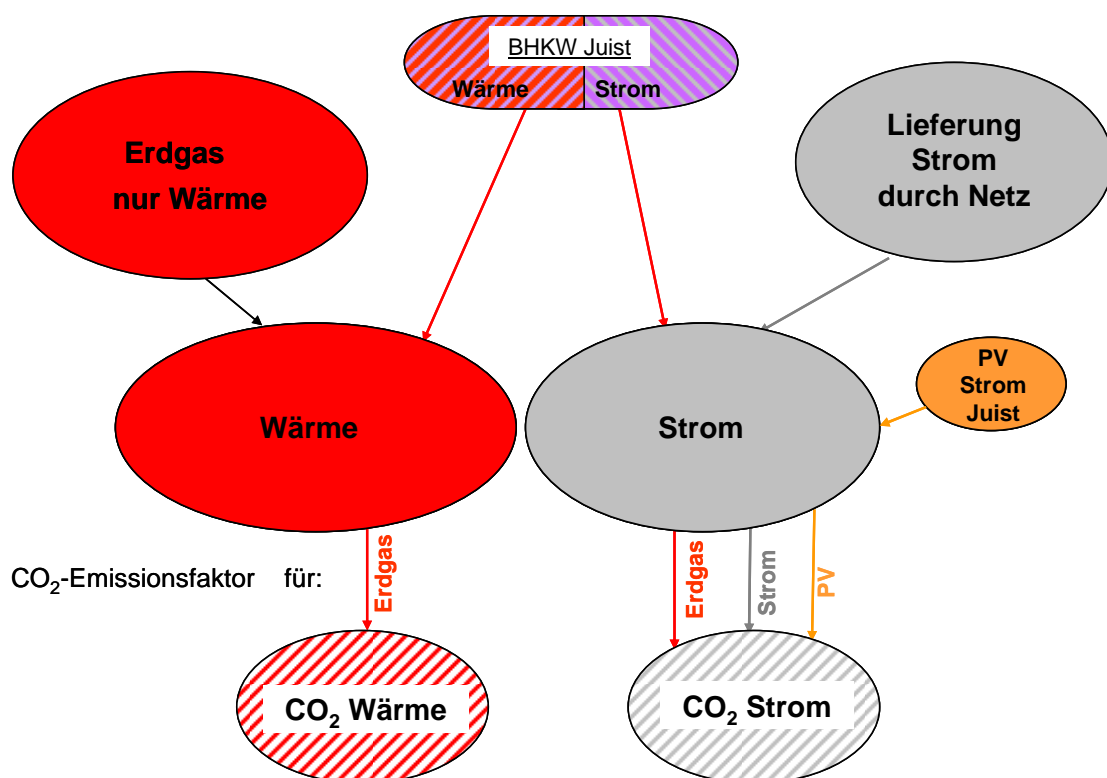 BHKW Juist
Wärme
Strom
Erdgas
nur Wärme
Lieferung
Strom
durch Netz
PV
Strom
Juist
Wärme
Strom
CO₂-Emissionsfaktor für:
Erdgas
Erdgas
Strom
PV
CO₂ Wärme
CO₂ Strom